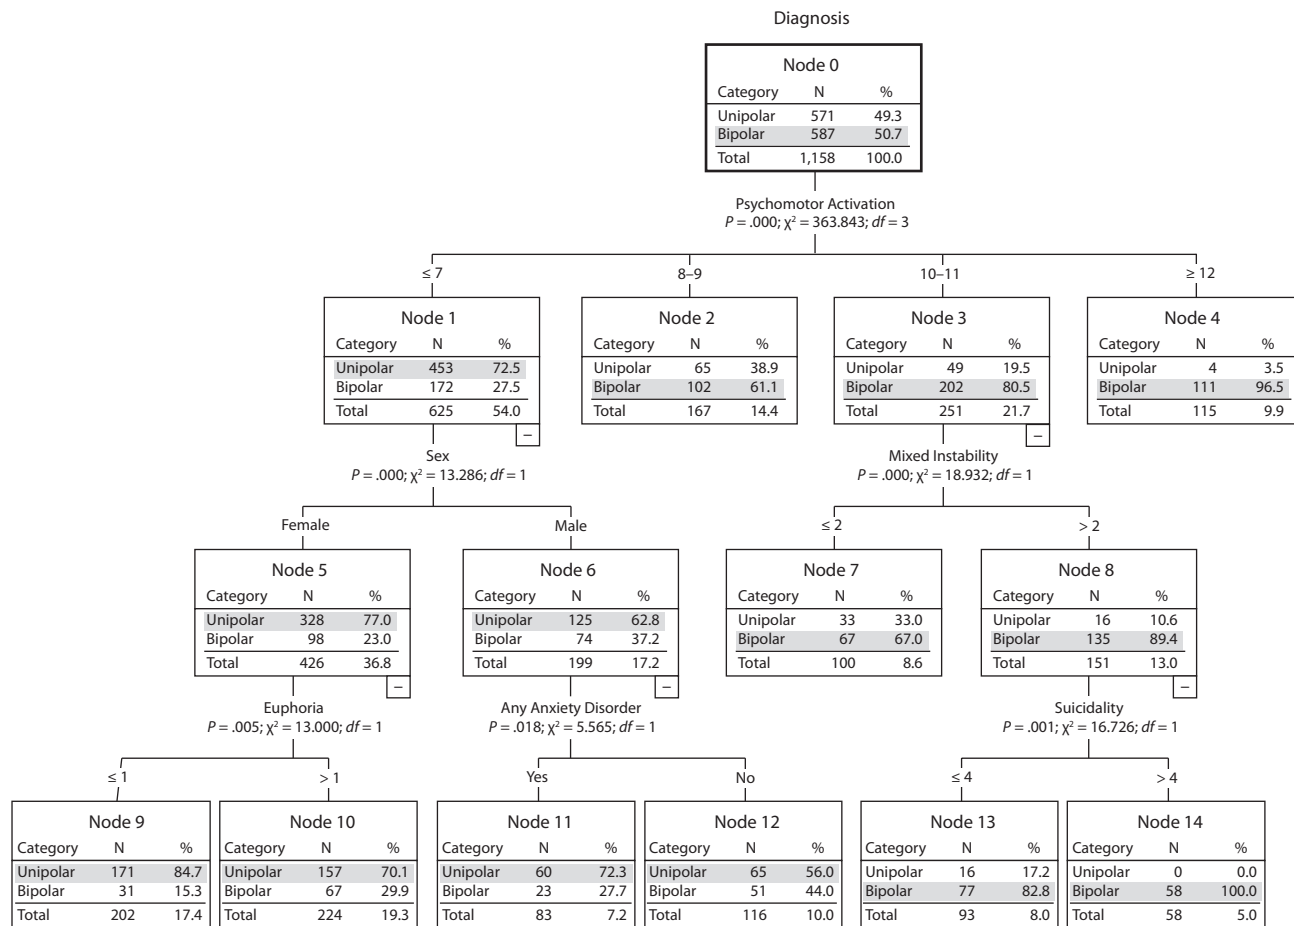 Diagnosis
Node 0
Category N %
Unipolar 571 49.3
Bipolar 587 50.7
Total 1,158 100.0
Psychomotor Activation
P = .000; χ² = 363.843; df = 3
≤ 7
8–9
10–11
≥ 12
Node 1
Category N %
Unipolar 453 72.5
Bipolar 172 27.5
Total 625 54.0
–
Node 2
Category N %
Unipolar 65 38.9
Bipolar 102 61.1
Total 167 14.4
Node 3
Category N %
Unipolar 49 19.5
Bipolar 202 80.5
Total 251 21.7
–
Node 4
Category N %
Unipolar 4 3.5
Bipolar 111 96.5
Total 115 9.9
Sex
P = .000; χ² = 13.286; df = 1
Mixed Instability
P = .000; χ² = 18.932; df = 1
Female
Male
≤ 2
> 2
Node 5
Category N %
Unipolar 328 77.0
Bipolar 98 23.0
Total 426 36.8
–
Node 6
Category N %
Unipolar 125 62.8
Bipolar 74 37.2
Total 199 17.2
–
Node 7
Category N %
Unipolar 33 33.0
Bipolar 67 67.0
Total 100 8.6
Node 8
Category N %
Unipolar 16 10.6
Bipolar 135 89.4
Total 151 13.0
–
Euphoria
P = .005; χ² = 13.000; df = 1
Any Anxiety Disorder
P = .018; χ² = 5.565; df = 1
Suicidality
P = .001; χ² = 16.726; df = 1
≤ 1
> 1
Yes
No
≤ 4
> 4
Node 9
Category N %
Unipolar 171 84.7
Bipolar 31 15.3
Total 202 17.4
Node 10
Category N %
Unipolar 157 70.1
Bipolar 67 29.9
Total 224 19.3
Node 11
Category N %
Unipolar 60 72.3
Bipolar 23 27.7
Total 83 7.2
Node 12
Category N %
Unipolar 65 56.0
Bipolar 51 44.0
Total 116 10.0
Node 13
Category N %
Unipolar 16 17.2
Bipolar 77 82.8
Total 93 8.0
Node 14
Category N %
Unipolar 0 0.0
Bipolar 58 100.0
Total 58 5.0